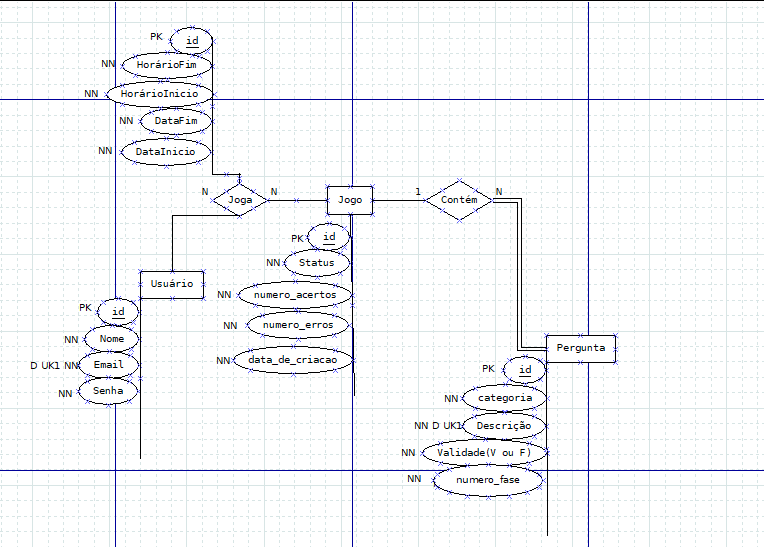 PK id
NN HorárioFim
NN HorárioInicio
NN DataFim
NN DataInicio
N Joga N Jogo 1 Contém N
PK id
NN Status
NN numero_acertos
NN numero_erros
NN data_de_criacao
Usuário
PK id
NN Nome
D UK1 NN Email
NN Senha
Pergunta
PK id
NN categoria
NN D UK1 Descrição
NN Validade(V ou F)
NN numero_fase